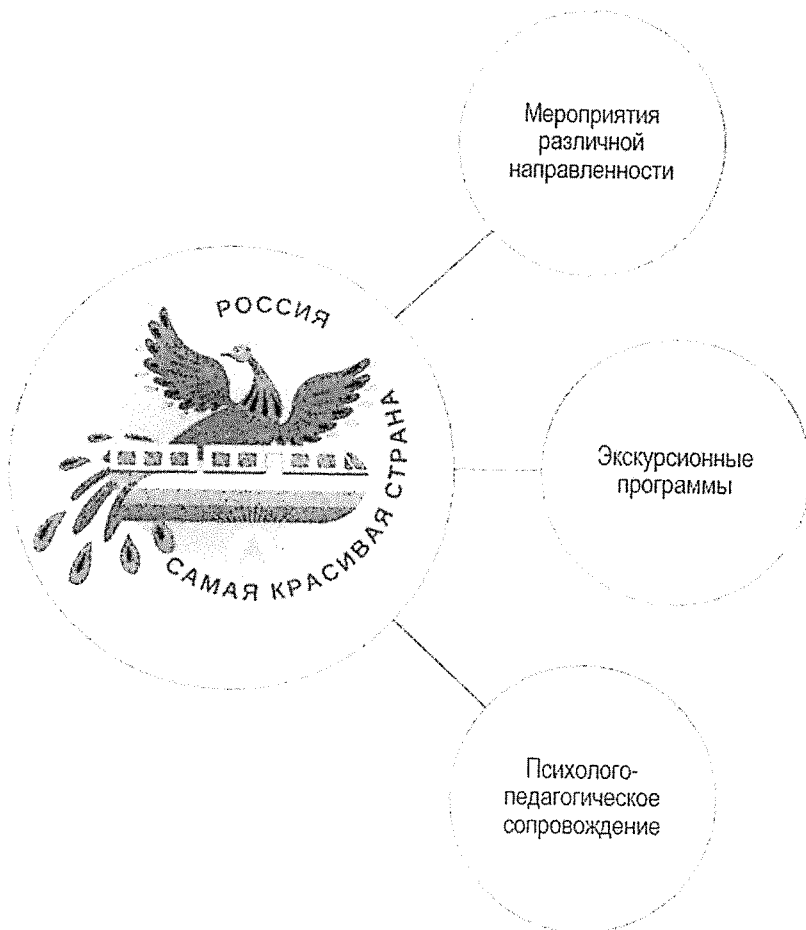 Мероприятия
различной
направленности
РОССИЯ
САМАЯ КРАСИВАЯ СТРАНА
Экскурсионные
программы
Психолого-
педагогическое
сопровождение